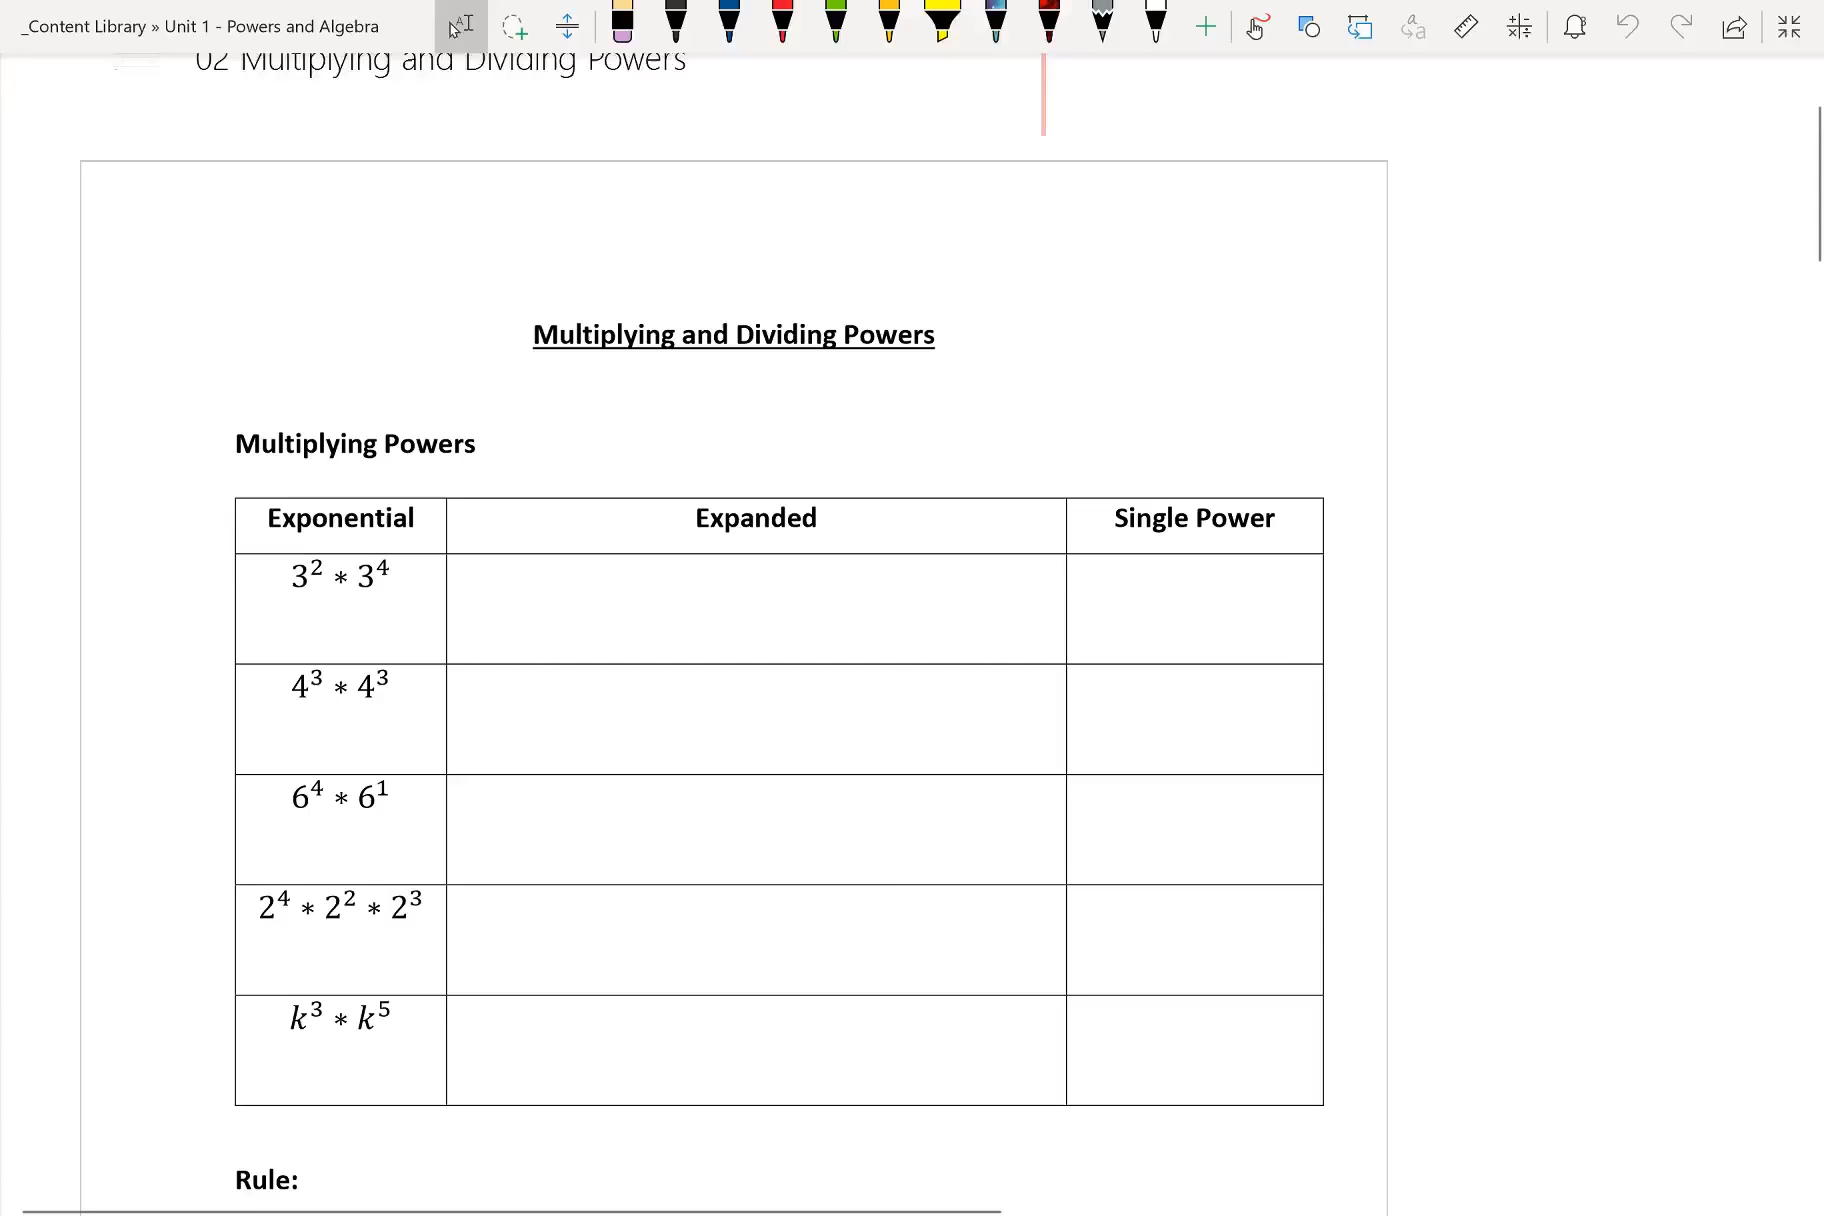 _Content Library » Unit 1 - Powers and Algebra
02 Multiplying and Dividing Powers
Multiplying and Dividing Powers
Multiplying Powers
Exponential Expanded Single Power
3² ∗ 3⁴
4³ ∗ 4³
6⁴ ∗ 6¹
2⁴ ∗ 2² ∗ 2³
k³ ∗ k⁵
Rule: